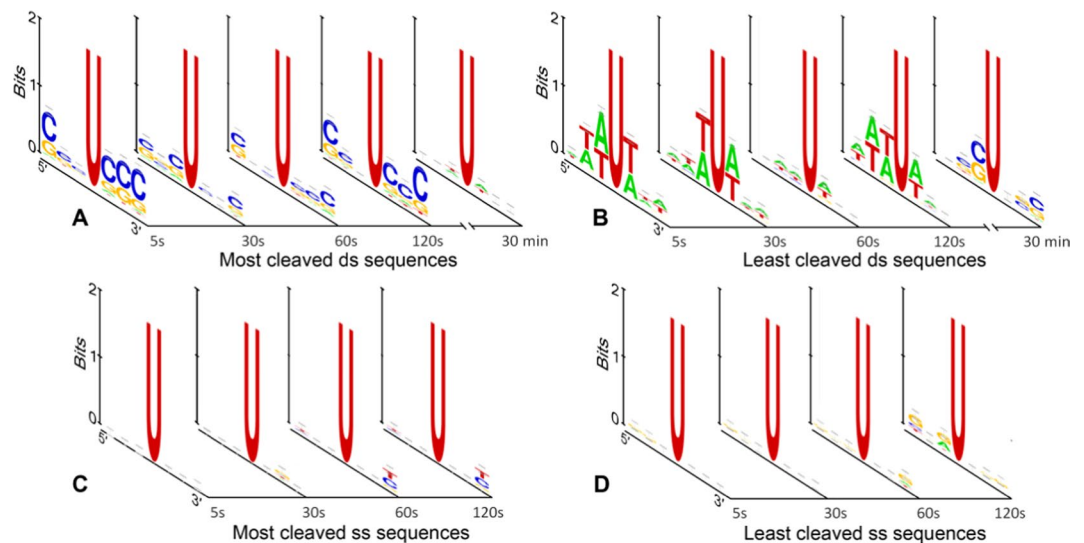 2
1
0
Bits
5'
3'
U U U U U
C G C C C C
A
5s 30s 60s 120s 30 min
Most cleaved ds sequences
2
1
0
Bits
5'
3'
U U U U U
T A T A T T A
B
5s 30s 60s 120s 30 min
Least cleaved ds sequences
2
1
0
Bits
5'
3'
U U U U
T C T C
C
5s 30s 60s 120s
Most cleaved ss sequences
2
1
0
Bits
5'
3'
U U U U
D
5s 30s 60s 120s
Least cleaved ss sequences